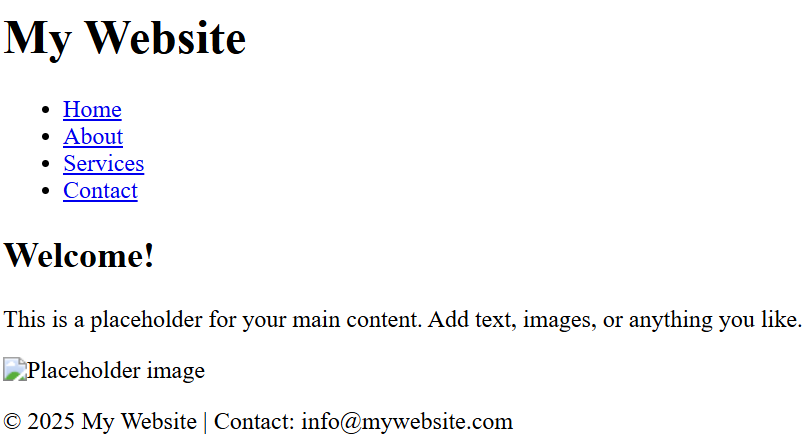 My Website
Home
About
Services
Contact
Welcome!
This is a placeholder for your main content. Add text, images, or anything you like.
Placeholder image
© 2025 My Website | Contact: info@mywebsite.com